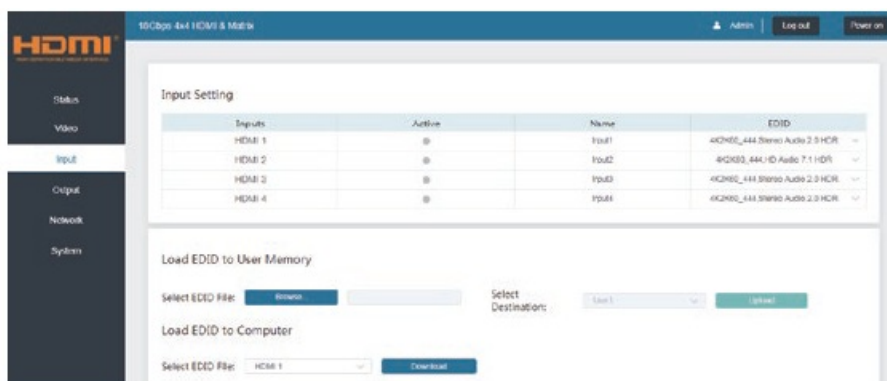 18Gbps 4x4 HDMI & Matrix Admin Log out Power on
HDMI
Input Setting
Status
Video
Input
Output
Network
System
Inputs Active Name EDID
HDMI 1 Input1 4K2K60_444,Stereo Audio 2.0 HDR
HDMI 2 Input2 4K2K60_444,HD Audio 7.1 HDR
HDMI 3 Input3 4K2K60_444,Stereo Audio 2.0 HDR
HDMI 4 Input4 4K2K60_444,Stereo Audio 2.0 HDR
Load EDID to User Memory
Select EDID File: Browse Select Destination: User1 Upload
Load EDID to Computer
Select EDID File: HDMI 1 Download